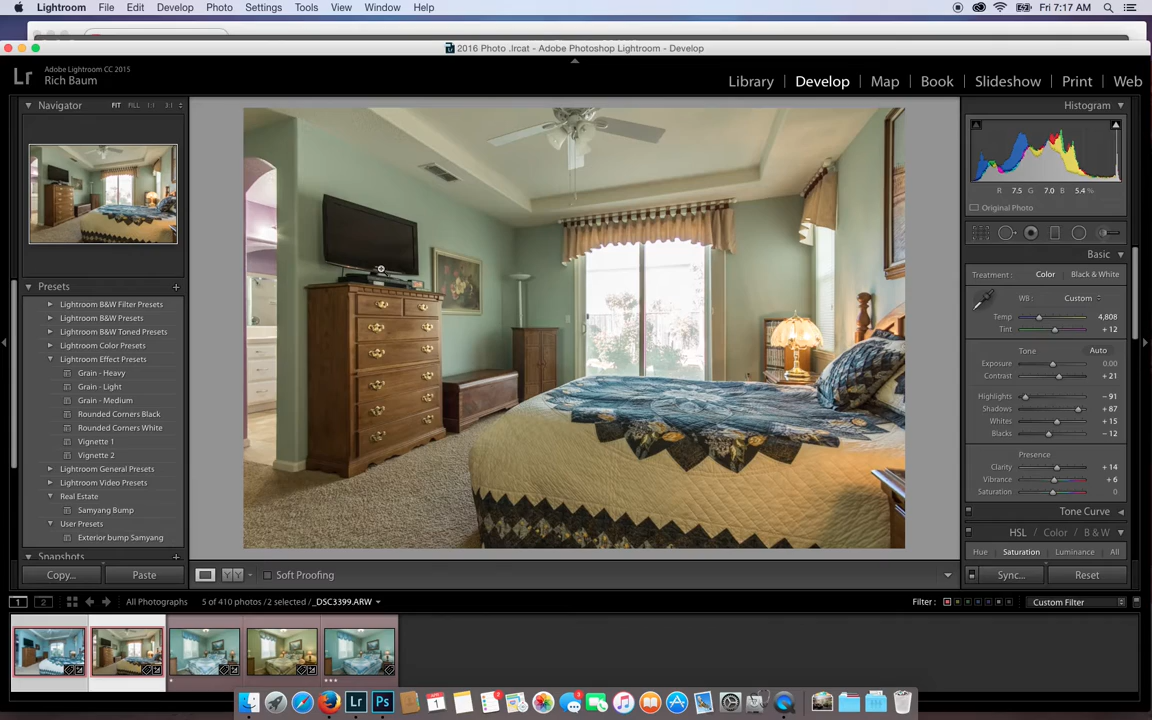 Lightroom File Edit Develop Photo Settings Tools View Window Help Fri 7:17 AM
2016 Photo .lrcat - Adobe Photoshop Lightroom - Develop
Lr Adobe Lightroom CC 2015
Rich Baum
Library Develop Map Book Slideshow Print Web
Navigator FIT FILL 1:1 3:1
Histogram
R 7.5 G 7.0 B 5.4 %
Original Photo
Basic
Treatment : Color Black & White
WB : Custom
Temp 4,808
Tint + 12
Tone Auto
Exposure 0.00
Contrast + 21
Highlights − 91
Shadows + 87
Whites + 15
Blacks − 12
Presence
Clarity + 14
Vibrance + 6
Saturation 0
Tone Curve
HSL / Color / B & W
Hue Saturation Luminance All
Sync... Reset
Presets +
Lightroom B&W Filter Presets
Lightroom B&W Presets
Lightroom B&W Toned Presets
Lightroom Color Presets
Lightroom Effect Presets
Grain - Heavy
Grain - Light
Grain - Medium
Rounded Corners Black
Rounded Corners White
Vignette 1
Vignette 2
Lightroom General Presets
Lightroom Video Presets
Real Estate
Samyang Bump
User Presets
Exterior bump Samyang
Snapshots +
Copy... Paste
Y Y Soft Proofing
1 2 All Photographs 5 of 410 photos /2 selected /_DSC3399.ARW Filter : Custom Filter
Lr Ps